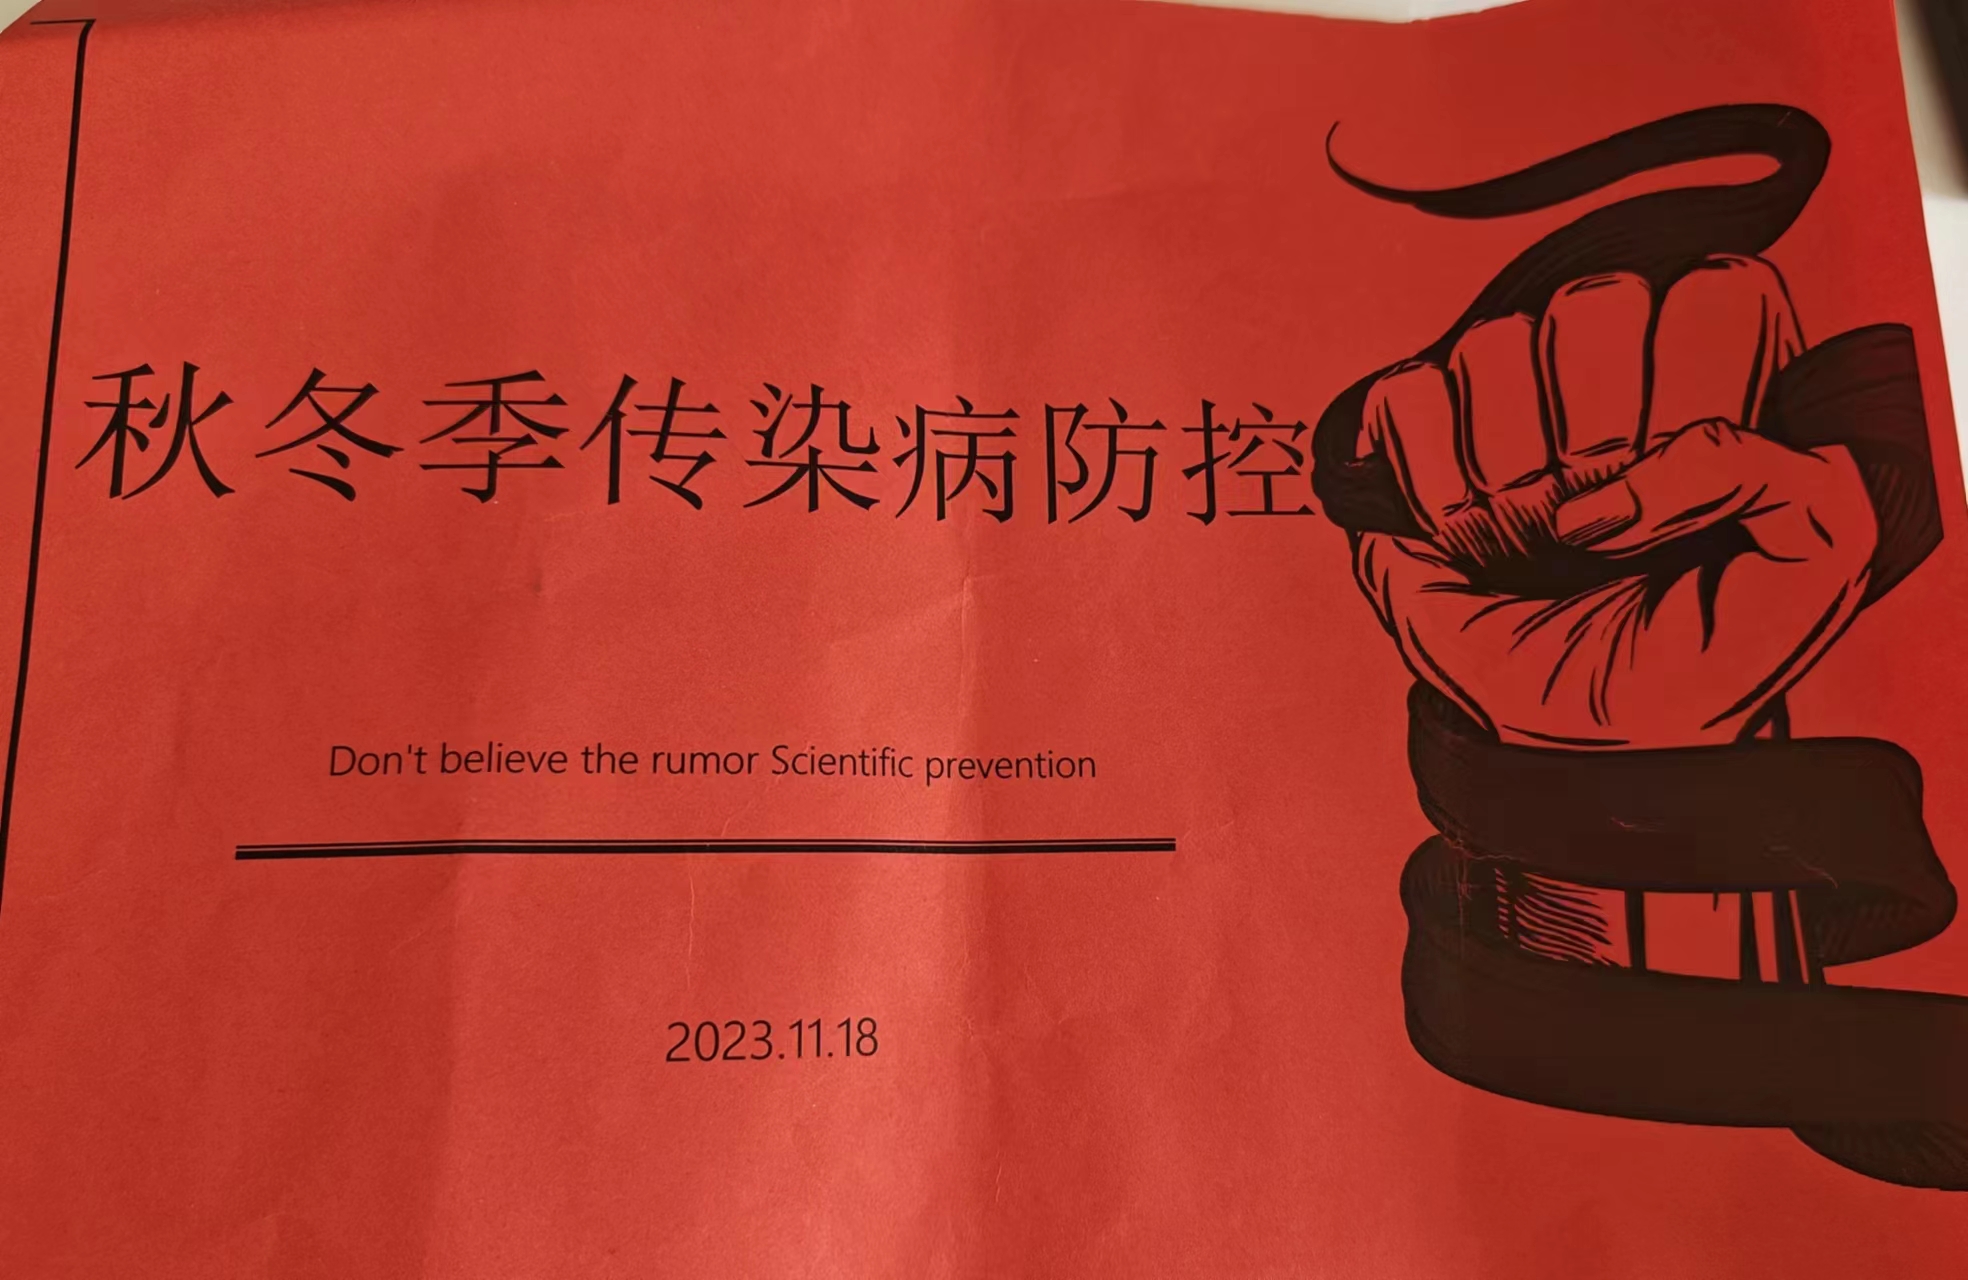 秋冬季传染病防控
Don't believe the rumor Scientific prevention
2023.11.18